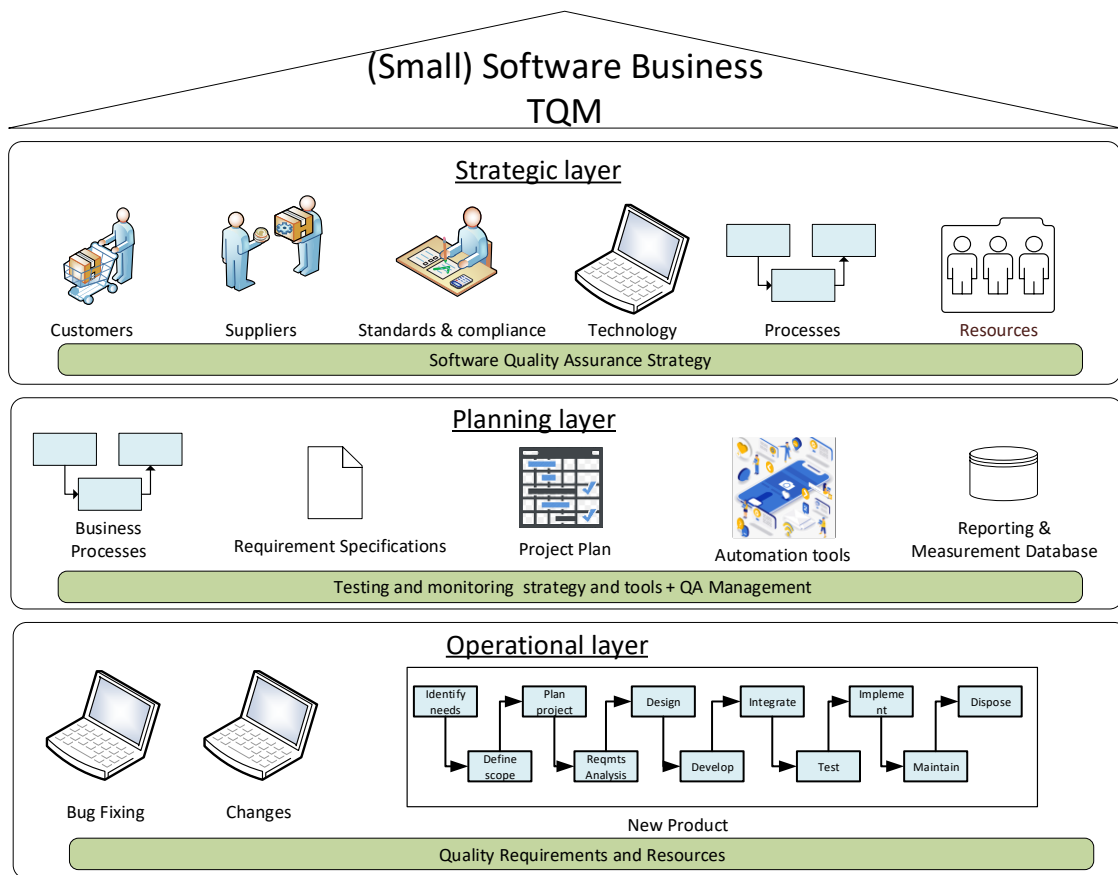 (Small) Software Business
TQM
Strategic layer
Customers
Suppliers
Standards & compliance
Technology
Processes
Resources
Software Quality Assurance Strategy
Planning layer
Business
Processes
Requirement Specifications
Project Plan
Automation tools
Reporting &
Measurement Database
Testing and monitoring  strategy and tools + QA Management
Operational layer
Bug Fixing
Changes
Identify
needs
Define
scope
Plan
project
Reqmts
Analysis
Design
Develop
Integrate
Test
Impleme
nt
Maintain
Dispose
New Product
Quality Requirements and Resources